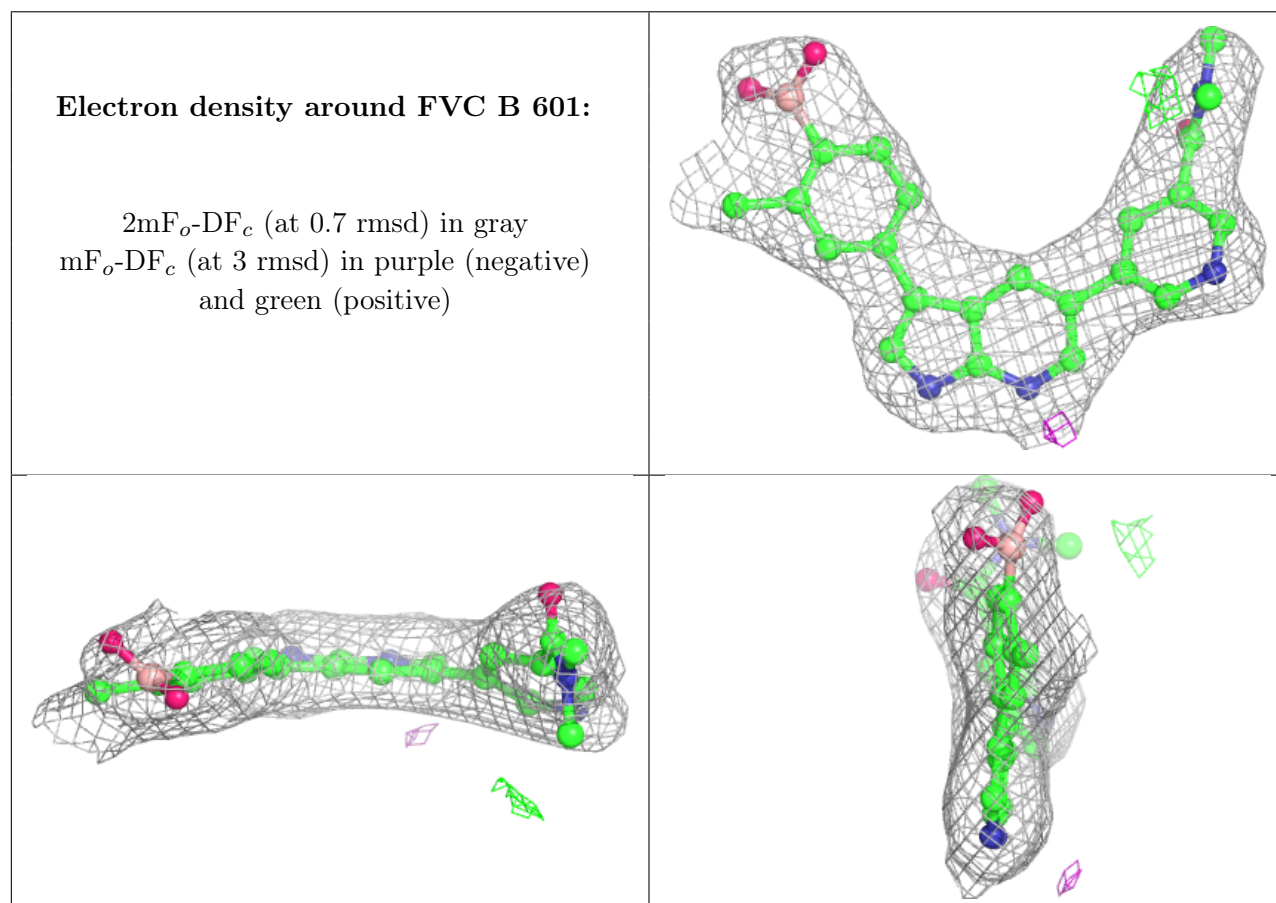 Electron density around FVC B 601:
2mFₒ-DF𝒸 (at 0.7 rmsd) in gray
mFₒ-DF𝒸 (at 3 rmsd) in purple (negative)
and green (positive)